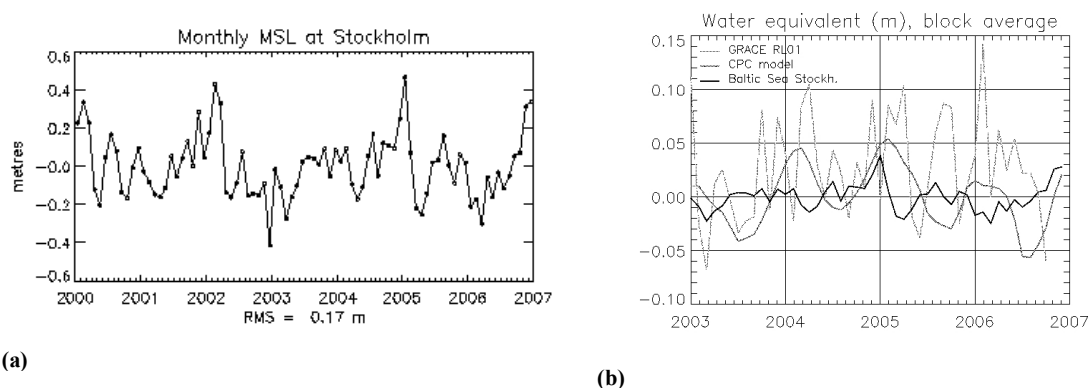 Monthly MSL at Stockholm
0.6
0.4
0.2
-0.0
-0.2
-0.4
-0.6
metres
2000 2001 2002 2003 2004 2005 2006 2007
RMS = 0.17 m
(a)
Water equivalent (m), block average
GRACE RL01
CPC model
Baltic Sea Stockh.
0.15
0.10
0.05
0.00
-0.05
-0.10
2003 2004 2005 2006 2007
(b)